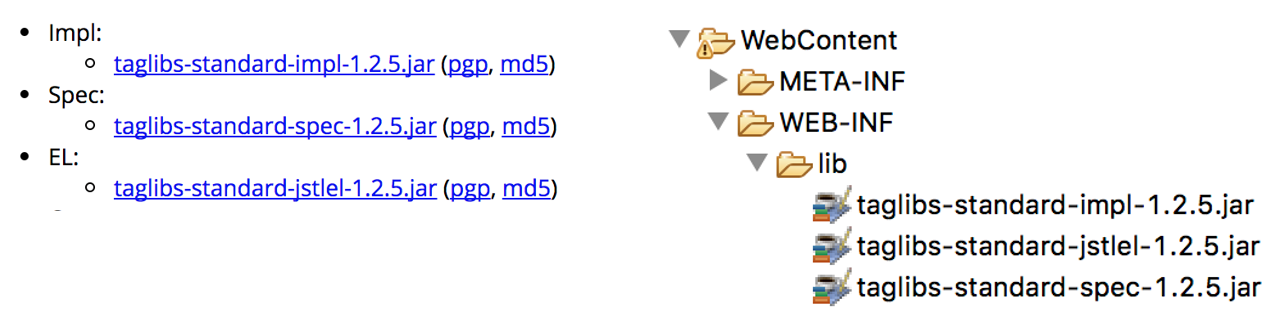 Impl:
taglibs-standard-impl-1.2.5.jar (pgp, md5)
Spec:
taglibs-standard-spec-1.2.5.jar (pgp, md5)
EL:
taglibs-standard-jstlel-1.2.5.jar (pgp, md5)
WebContent
META-INF
WEB-INF
lib
taglibs-standard-impl-1.2.5.jar
taglibs-standard-jstlel-1.2.5.jar
taglibs-standard-spec-1.2.5.jar